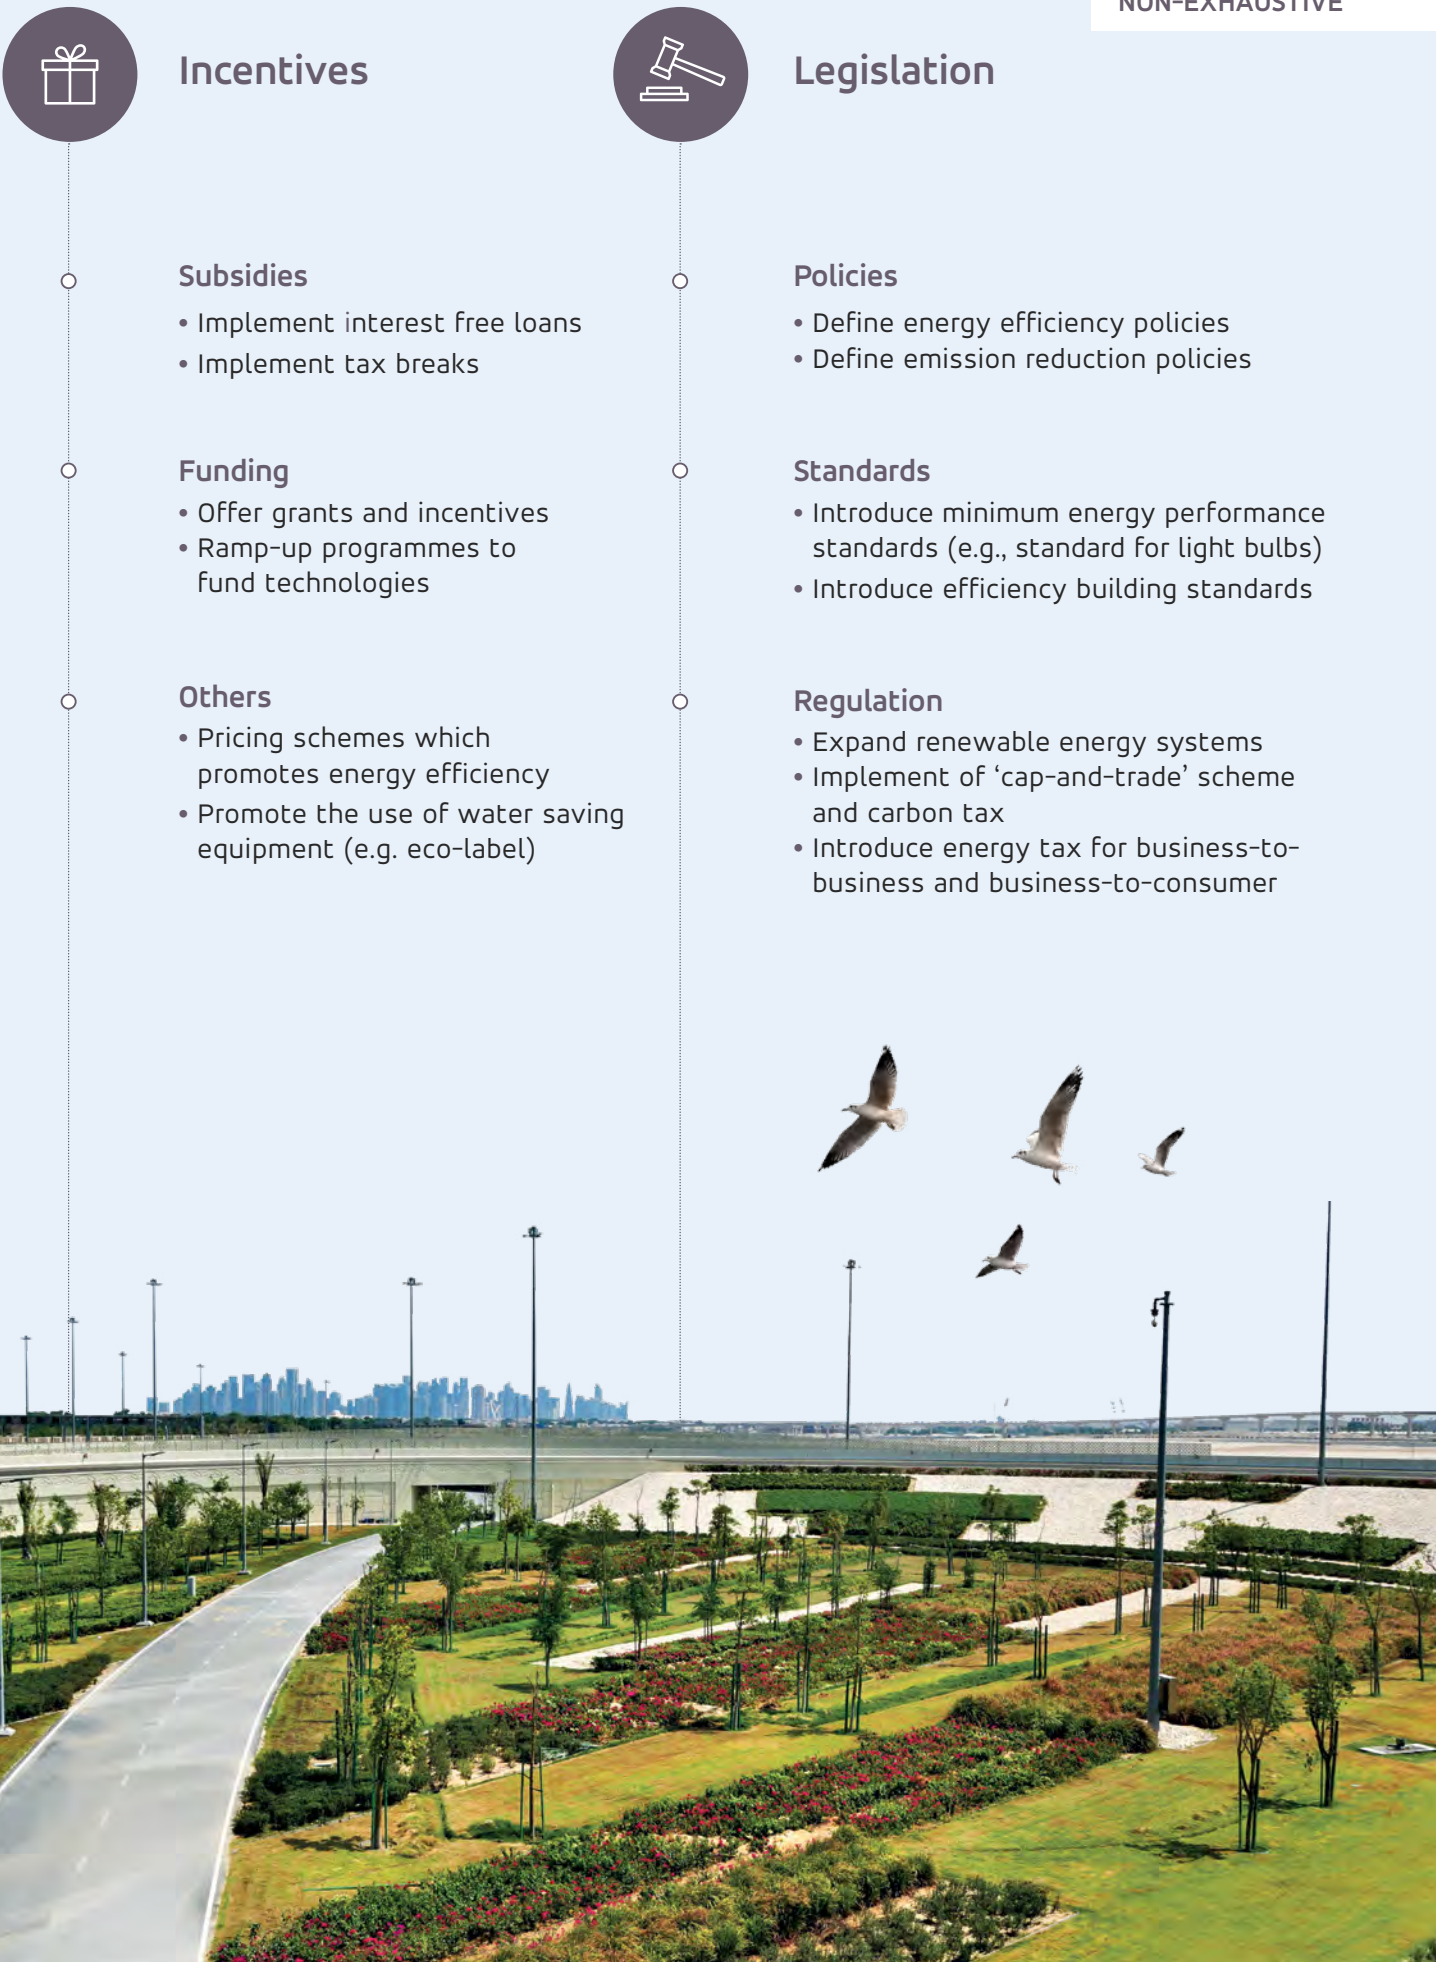 NON-EXHAUSTIVE
Incentives
Subsidies
• Implement interest free loans
• Implement tax breaks
Funding
• Offer grants and incentives
• Ramp-up programmes to
fund technologies
Others
• Pricing schemes which
promotes energy efficiency
• Promote the use of water saving
equipment (e.g. eco-label)
Legislation
Policies
• Define energy efficiency policies
• Define emission reduction policies
Standards
• Introduce minimum energy performance
standards (e.g., standard for light bulbs)
• Introduce efficiency building standards
Regulation
• Expand renewable energy systems
• Implement of ‘cap-and-trade’ scheme
and carbon tax
• Introduce energy tax for business-to-
business and business-to-consumer